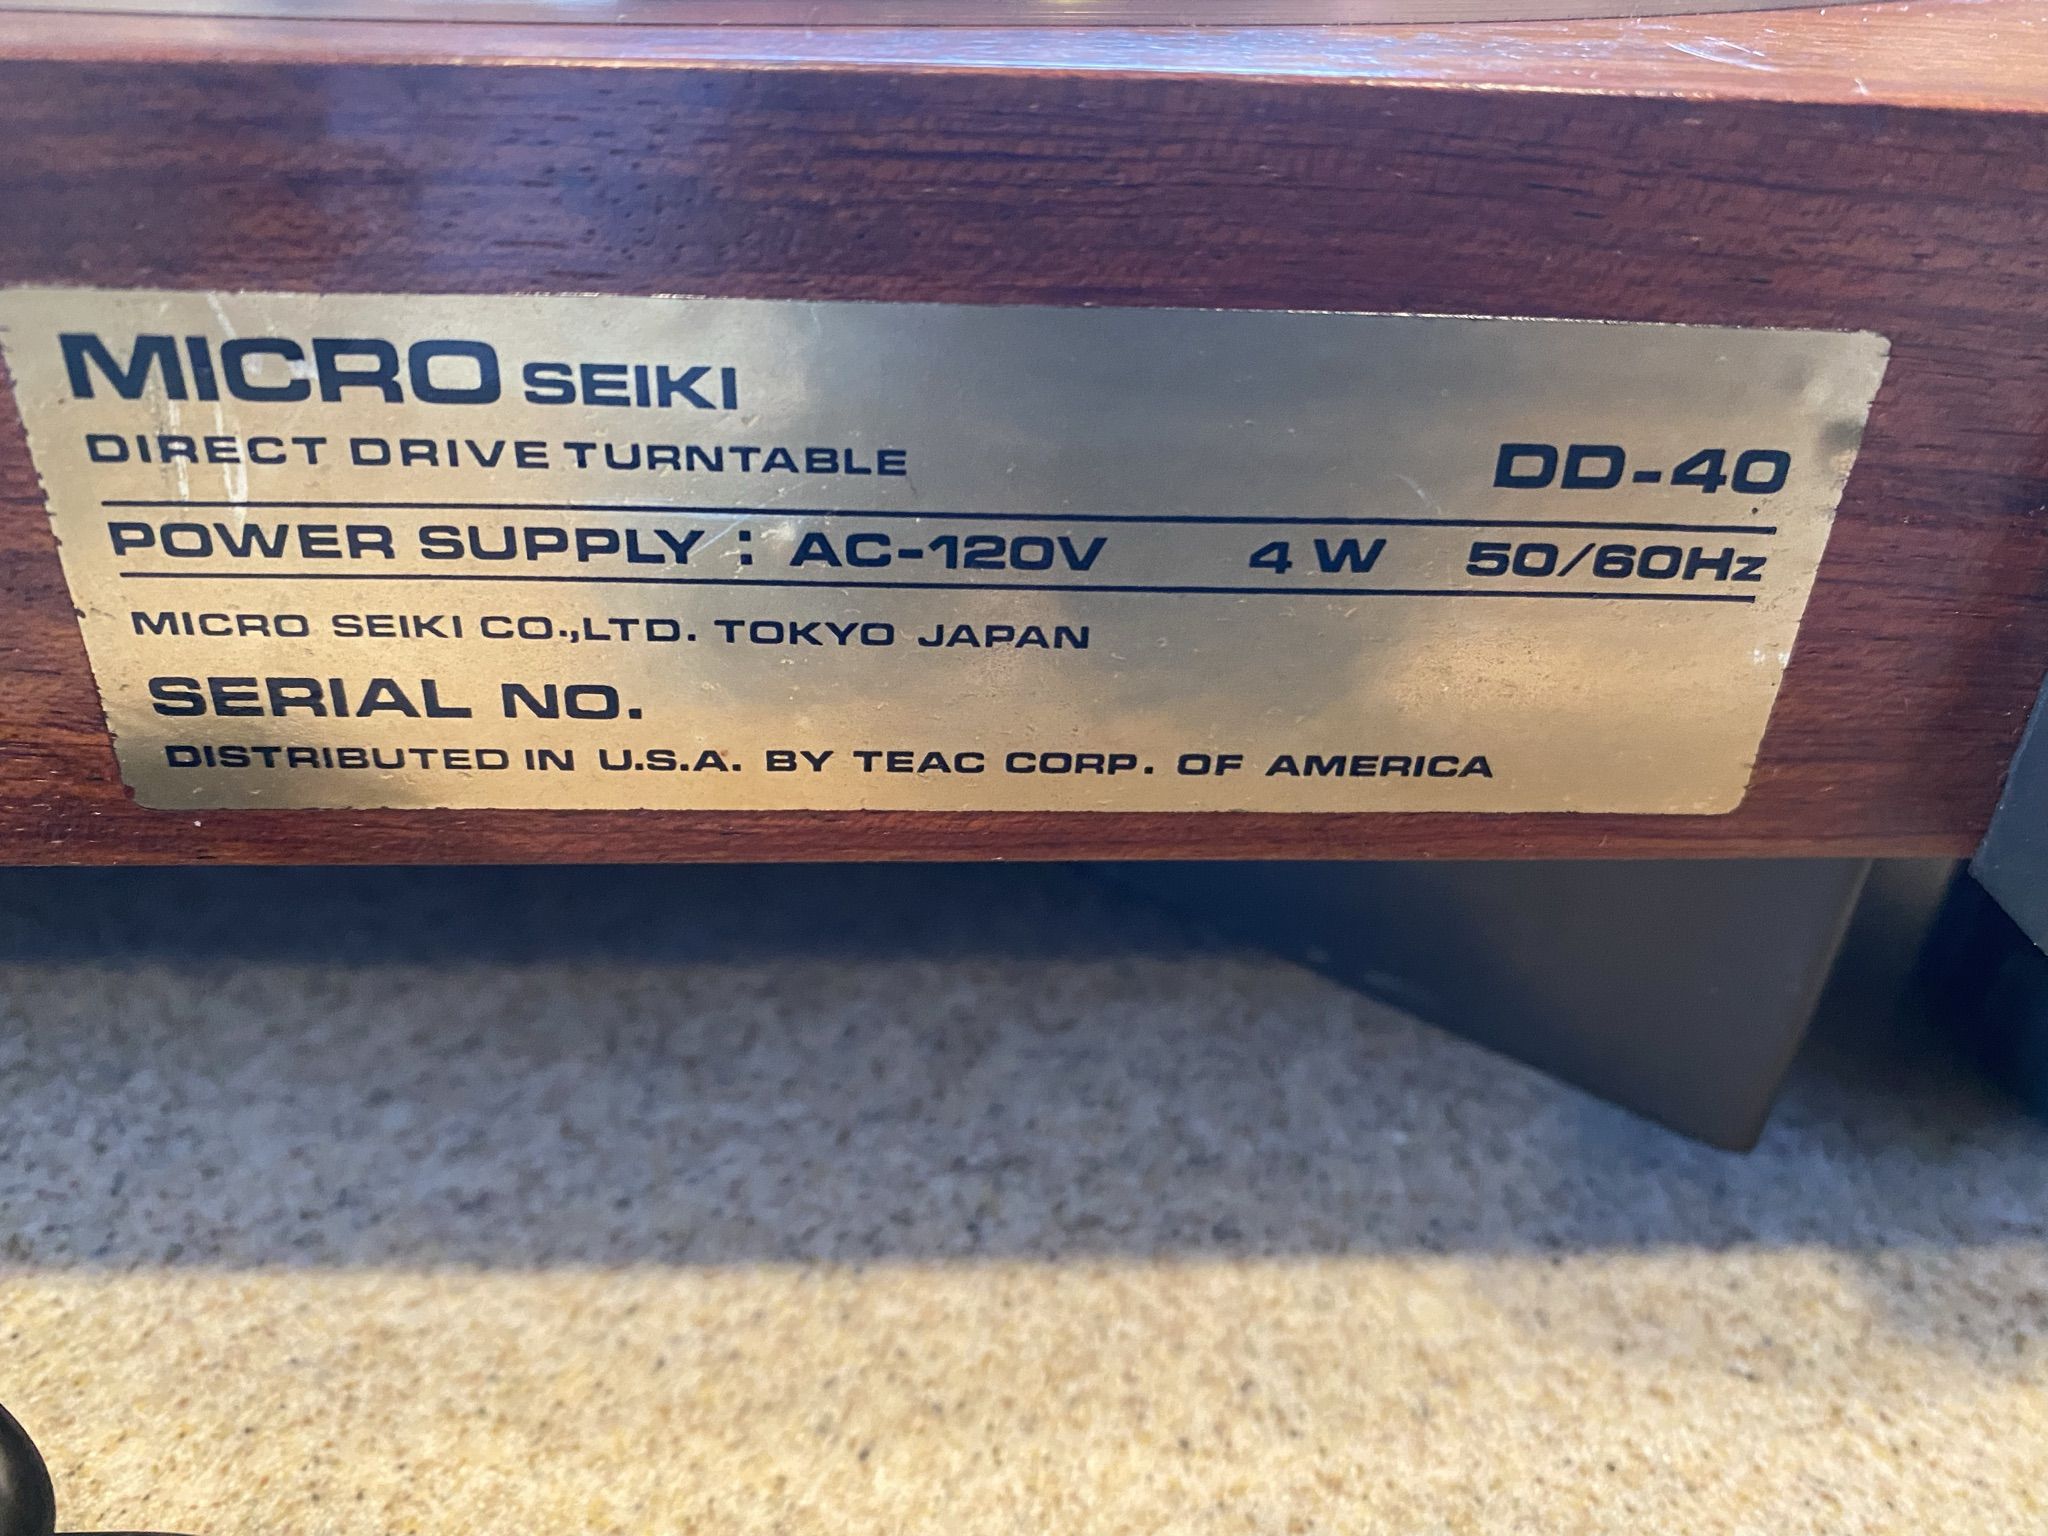 MICRO SEIKI
DIRECT DRIVE TURNTABLE DD-40
POWER SUPPLY : AC-120V 4 W 50/60Hz
MICRO SEIKI CO.,LTD. TOKYO JAPAN
SERIAL NO.
DISTRIBUTED IN U.S.A. BY TEAC CORP. OF AMERICA